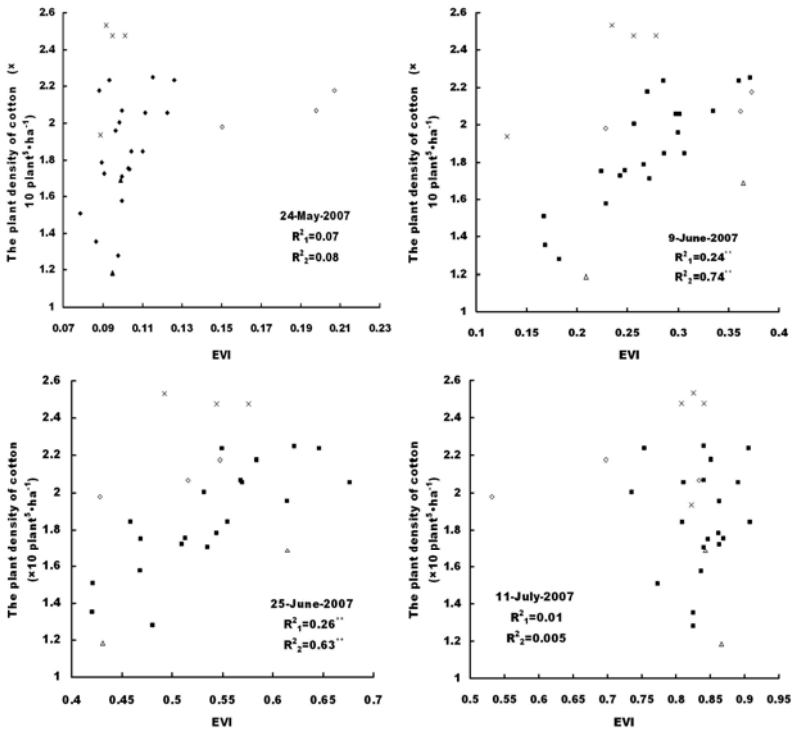 The plant density of cotton (×
10 plant⁵•ha⁻¹)
2.6
2.4
2.2
2
1.8
1.6
1.4
1.2
1
24-May-2007
R²₁=0.07
R²₂=0.08
0.07 0.09 0.11 0.13 0.15 0.17 0.19 0.21 0.23
EVI
The plant density of cotton (×
10 plant⁵•ha⁻¹)
2.6
2.4
2.2
2
1.8
1.6
1.4
1.2
1
9-June-2007
R²₁=0.24**
R²₂=0.74**
0.1 0.15 0.2 0.25 0.3 0.35 0.4
EVI
The plant density of cotton
(×10 plant⁵•ha⁻¹)
2.6
2.4
2.2
2
1.8
1.6
1.4
1.2
1
25-June-2007
R²₁=0.26**
R²₂=0.63**
0.4 0.45 0.5 0.55 0.6 0.65 0.7
EVI
The plant density of cotton
(×10 plant⁵•ha⁻¹)
2.6
2.4
2.2
2
1.8
1.6
1.4
1.2
1
11-July-2007
R²₁=0.01
R²₂=0.005
0.5 0.55 0.6 0.65 0.7 0.75 0.8 0.85 0.9 0.95
EVI